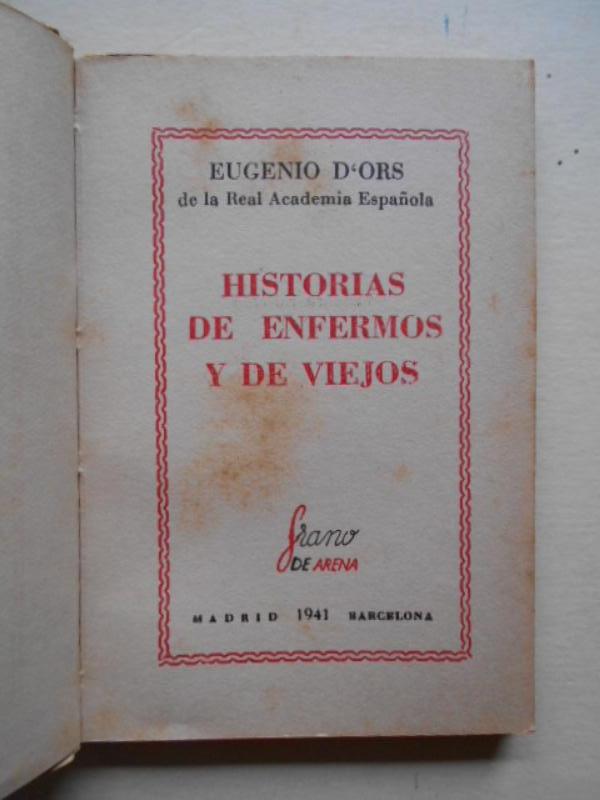 EUGENIO D‘ORS
de la Real Academia Española
HISTORIAS
DE ENFERMOS
Y DE VIEJOS
Grano
DE ARENA
MADRID 1941 BARCELONA